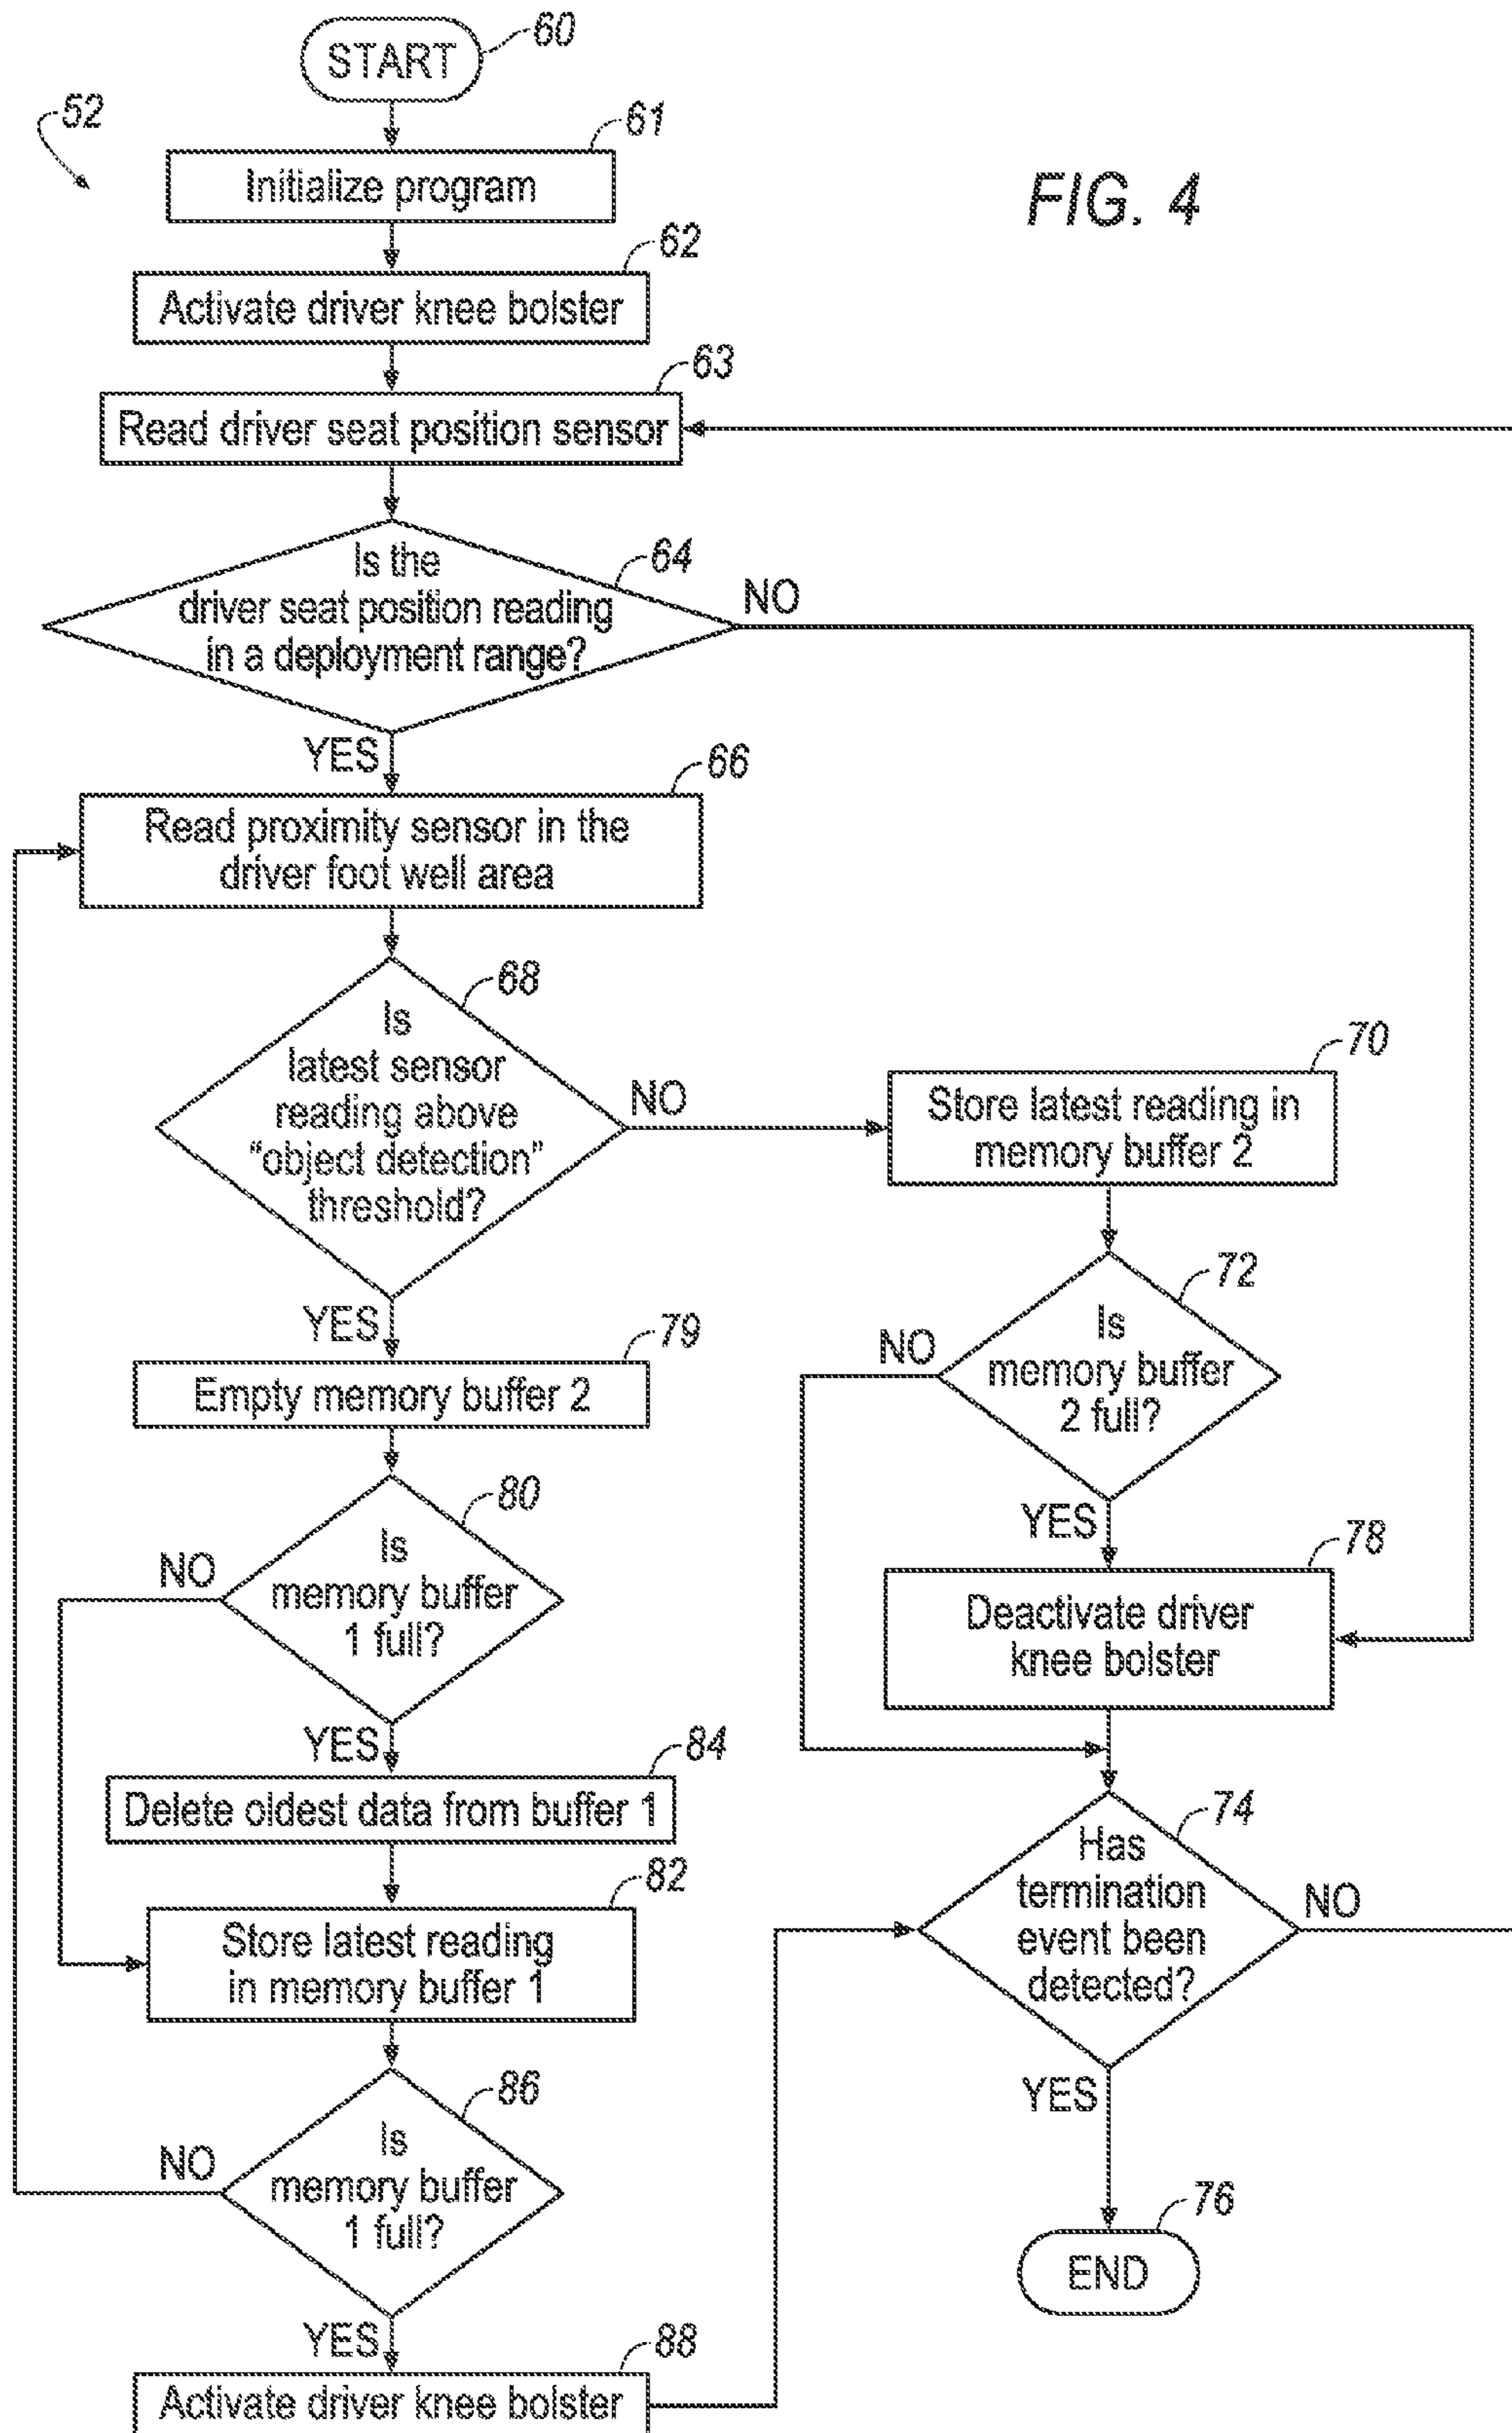 START
60
52
61
Initialize program
FIG. 4
62
Activate driver knee bolster
63
Read driver seat position sensor
Is the
driver seat position reading
in a deployment range?
64
NO
YES
66
Read proximity sensor in the
driver foot well area
68
Is
latest sensor
reading above
“object detection”
threshold?
NO
70
Store latest reading in
memory buffer 2
72
Is
memory buffer
2 full?
NO
YES
YES
79
Empty memory buffer 2
80
Is
memory buffer
1 full?
NO
78
Deactivate driver
knee bolster
YES
84
Delete oldest data from buffer 1
74
Has
termination
event been
detected?
NO
82
Store latest reading
in memory buffer 1
YES
86
Is
memory buffer
1 full?
NO
76
END
YES
88
Activate driver knee bolster